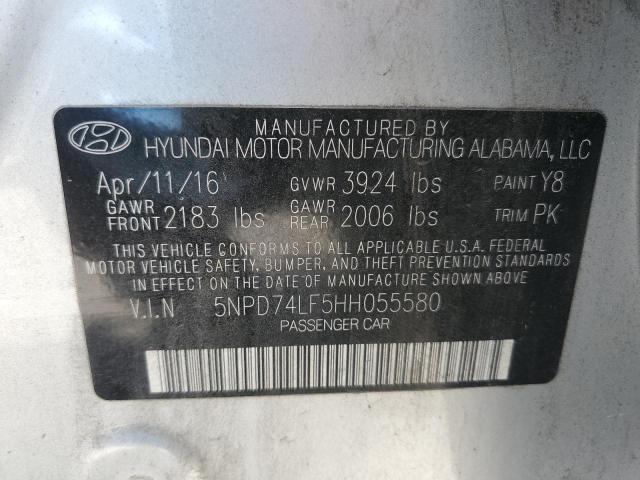 MANUFACTURED BY
HYUNDAI MOTOR MANUFACTURING ALABAMA, LLC
Apr/11/16 GVWR 3924 lbs PAINT Y8
GAWR FRONT 2183 lbs GAWR REAR 2006 lbs TRIM PK
THIS VEHICLE CONFORMS TO ALL APPLICABLE U.S.A. FEDERAL
MOTOR VEHICLE SAFETY, BUMPER, AND THEFT PREVENTION STANDARDS
IN EFFECT ON THE DATE OF MANUFACTURE SHOWN ABOVE.
V.I.N 5NPD74LF5HH055580
PASSENGER CAR